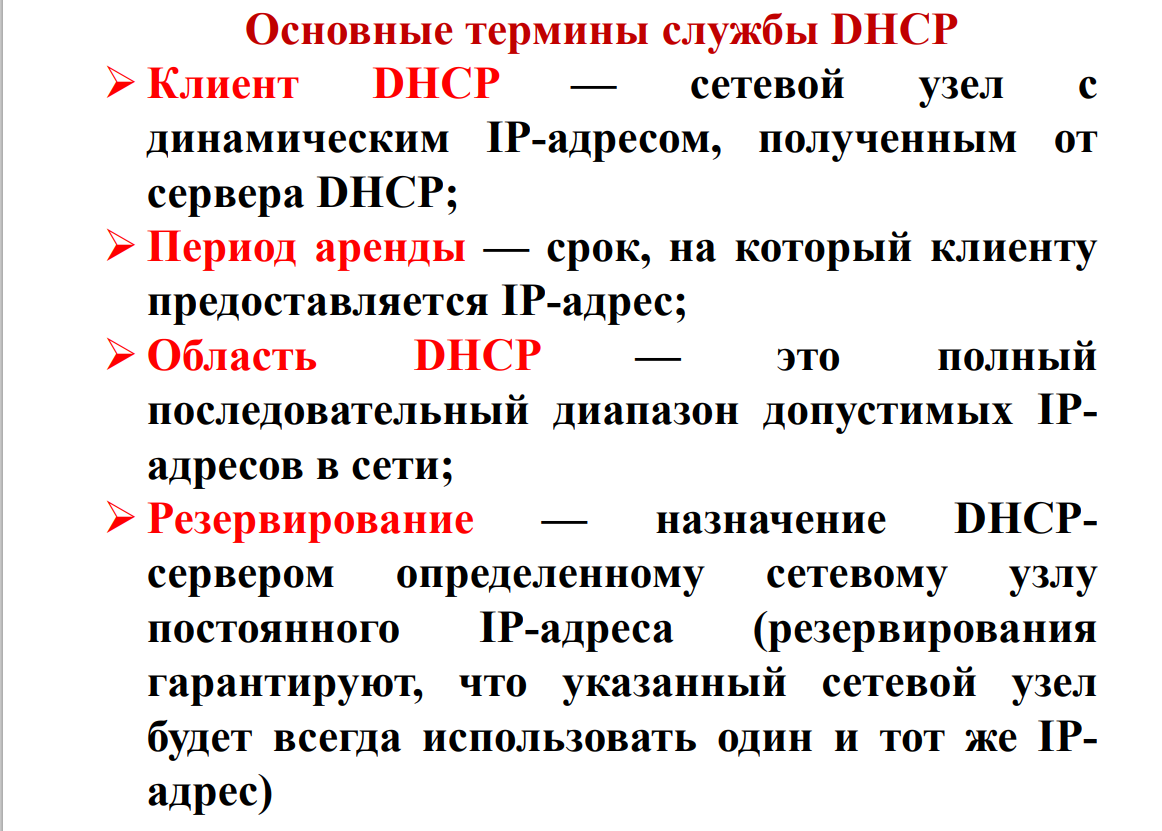 Основные термины службы DHCP
➢ Клиент DHCP — сетевой узел с
динамическим IP-адресом, полученным от
сервера DHCP;
➢ Период аренды — срок, на который клиенту
предоставляется IP-адрес;
➢ Область DHCP — это полный
последовательный диапазон допустимых IP-
адресов в сети;
➢ Резервирование — назначение DHCP-
сервером определенному сетевому узлу
постоянного IP-адреса (резервирования
гарантируют, что указанный сетевой узел
будет всегда использовать один и тот же IP-
адрес)